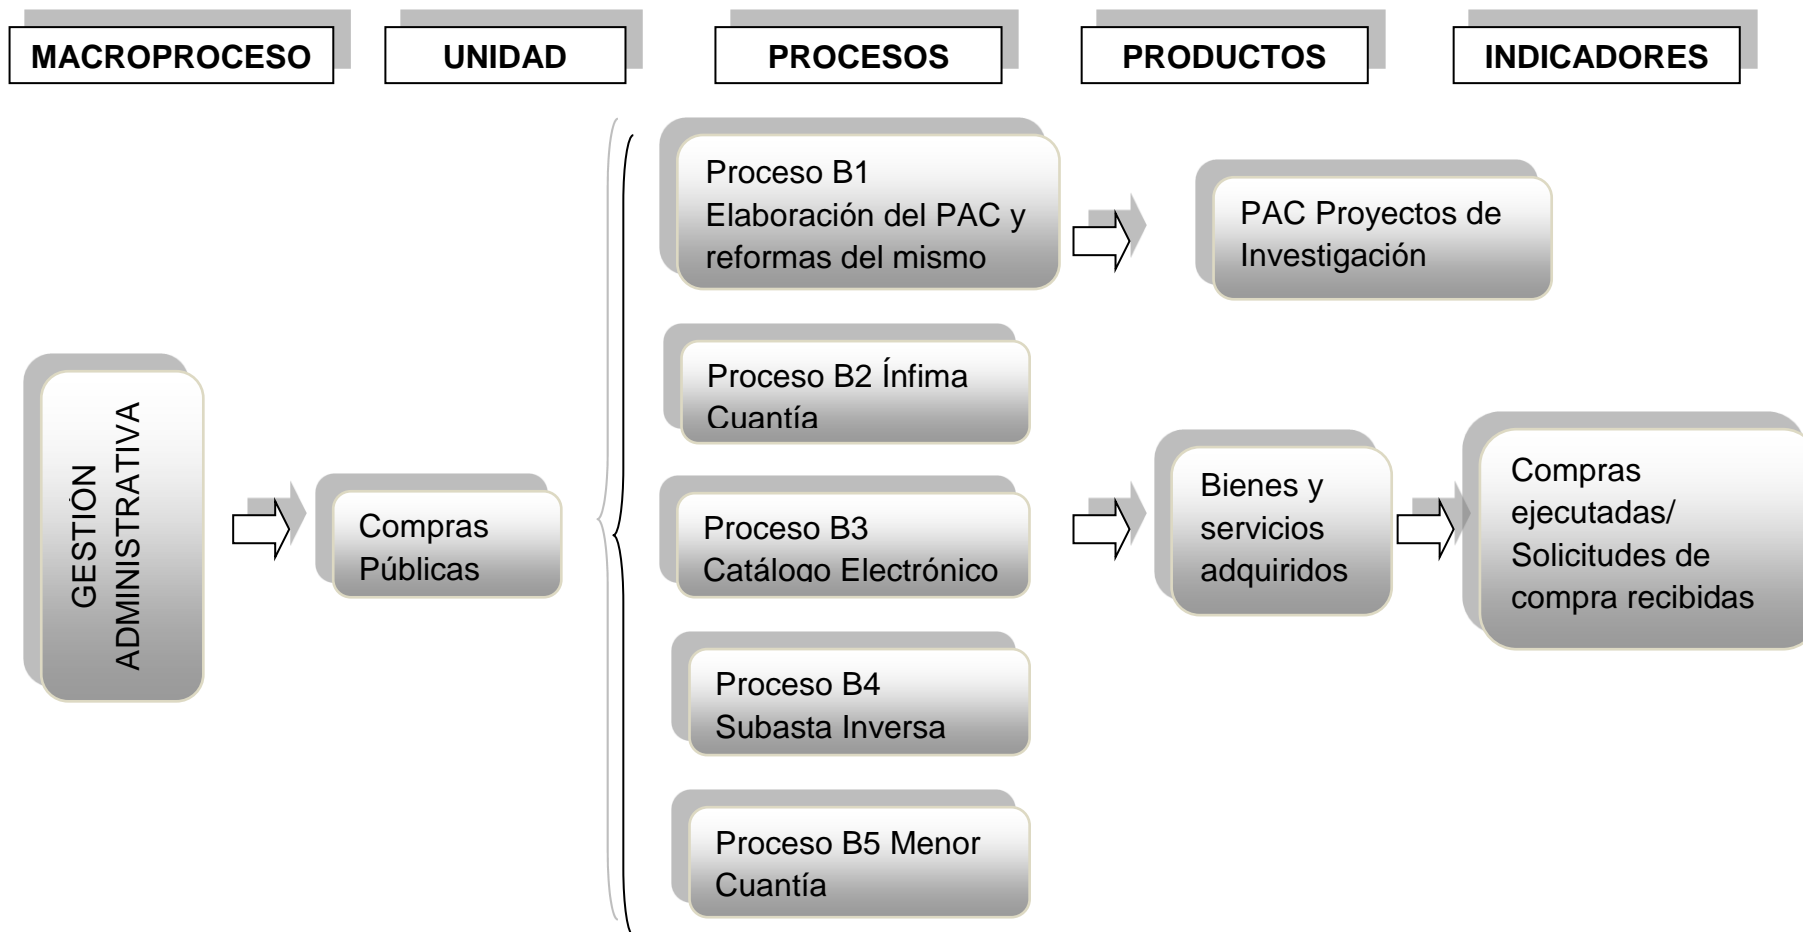 MACROPROCESO
UNIDAD
PROCESOS
PRODUCTOS
INDICADORES
GESTIÓN
ADMINISTRATIVA
Compras
Públicas
Proceso B1
Elaboración del PAC y
reformas del mismo
PAC Proyectos de
Investigación
Proceso B2 Ínfima
Cuantía
Proceso B3
Catálogo Electrónico
Proceso B4
Subasta Inversa
Proceso B5 Menor
Cuantía
Bienes y
servicios
adquiridos
Compras
ejecutadas/
Solicitudes de
compra recibidas